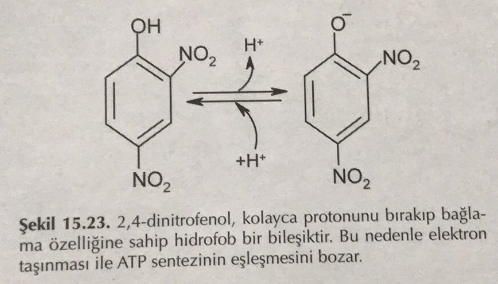 OH
NO2
H+
O-
NO2
+H+
NO2
NO2
Şekil 15.23. 2,4-dinitrofenol, kolayca protonunu bırakıp bağla-
ma özelliğine sahip hidrofob bir bileşiktir. Bu nedenle elektron
taşınması ile ATP sentezinin eşleşmesini bozar.